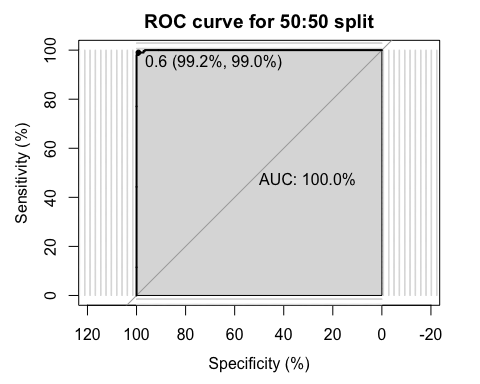 ROC curve for 50:50 split
100
80
60
40
20
0
Sensitivity (%)
0.6 (99.2%, 99.0%)
AUC: 100.0%
120 100 80 60 40 20 0 -20
Specificity (%)